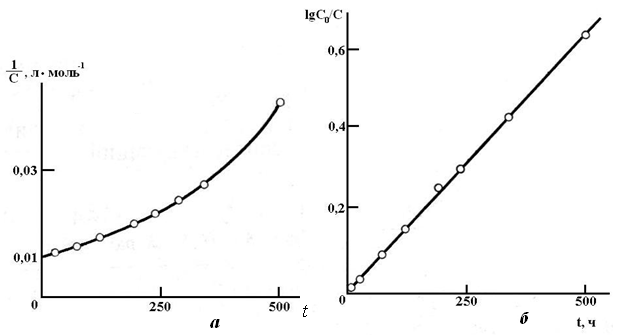 1/C, л·моль⁻¹
0,03
0,01
0
250
500
t
а
lgC₀/C
0,6
0,4
0,2
0
250
500
t, ч
б